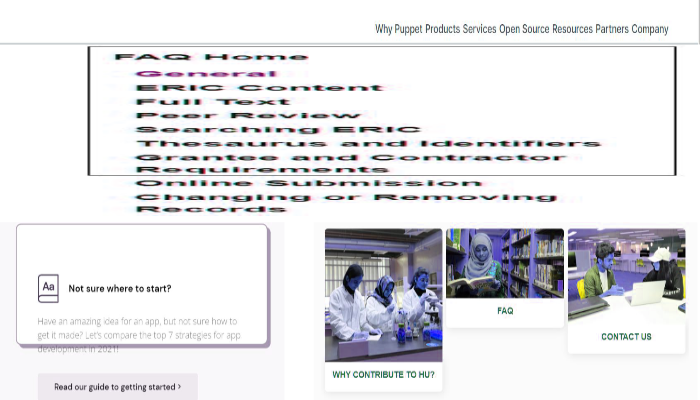 Why Puppet Products Services Open Source Resources Partners Company
FAQ Home
General
ERIC Content
Full Text
Peer Review
Searching ERIC
Thesaurus and Identifiers
Grantee and Contractor
Requirements
Online Submission
Changing or Removing
Records
Aa
Not sure where to start?
Have an amazing idea for an app, but not sure how to
get it made? Let's compare the top 7 strategies for app
development in 2021!
Read our guide to getting started >
WHY CONTRIBUTE TO HU?
FAQ
CONTACT US